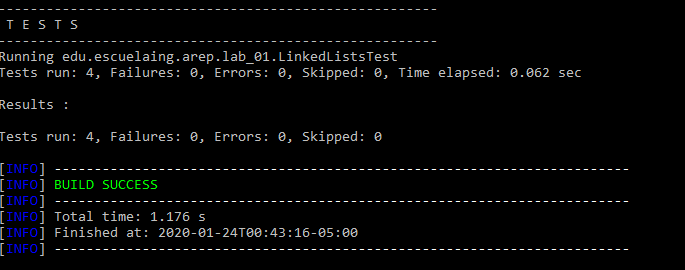 -------------------------------------------------------
 T E S T S
-------------------------------------------------------
Running edu.escuelaing.arep.lab_01.LinkedListsTest
Tests run: 4, Failures: 0, Errors: 0, Skipped: 0, Time elapsed: 0.062 sec

Results :

Tests run: 4, Failures: 0, Errors: 0, Skipped: 0

[INFO] ------------------------------------------------------------------------
[INFO] BUILD SUCCESS
[INFO] ------------------------------------------------------------------------
[INFO] Total time: 1.176 s
[INFO] Finished at: 2020-01-24T00:43:16-05:00
[INFO] ------------------------------------------------------------------------